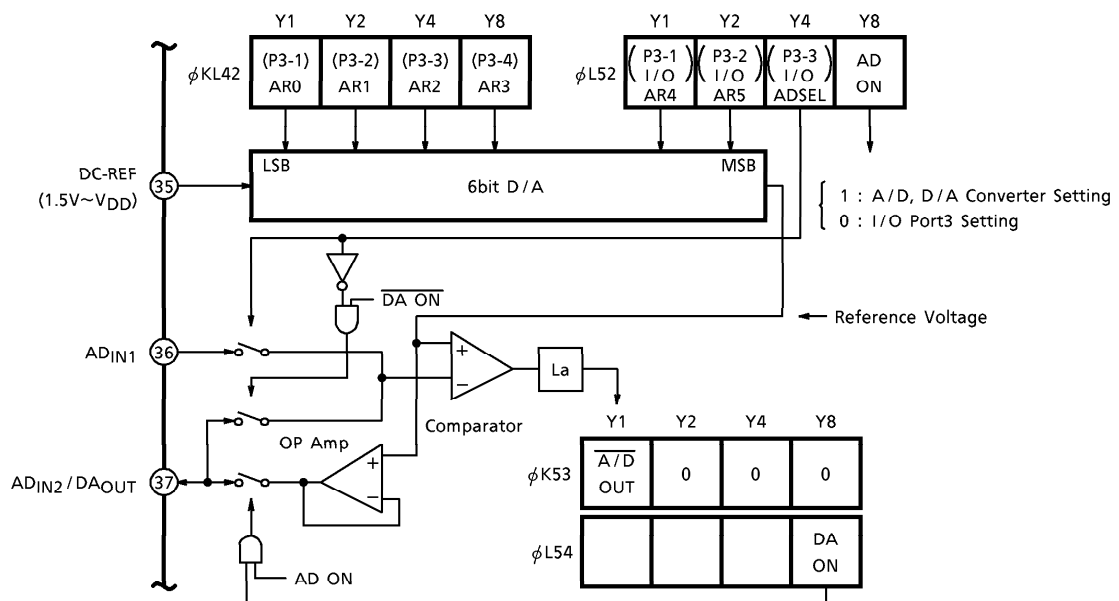 Y1 Y2 Y4 Y8 Y1 Y2 Y4 Y8
ϕKL42 (P3-1) AR0 (P3-2) AR1 (P3-3) AR2 (P3-4) AR3
ϕL52 (P3-1 I/O) AR4 (P3-2 I/O) AR5 (P3-3 I/O) ADSEL AD ON
DC-REF
(1.5V~VDD)
35
LSB
6bit D/A
MSB
1 : A/D, D/A Converter Setting
0 : I/O Port3 Setting
DA ON
Reference Voltage
ADIN1
36
+
−
La
Comparator
OP Amp
+
−
ADIN2/DAOUT
37
AD ON
Y1 Y2 Y4 Y8
ϕK53 A/D OUT 0 0 0
ϕL54 DA ON